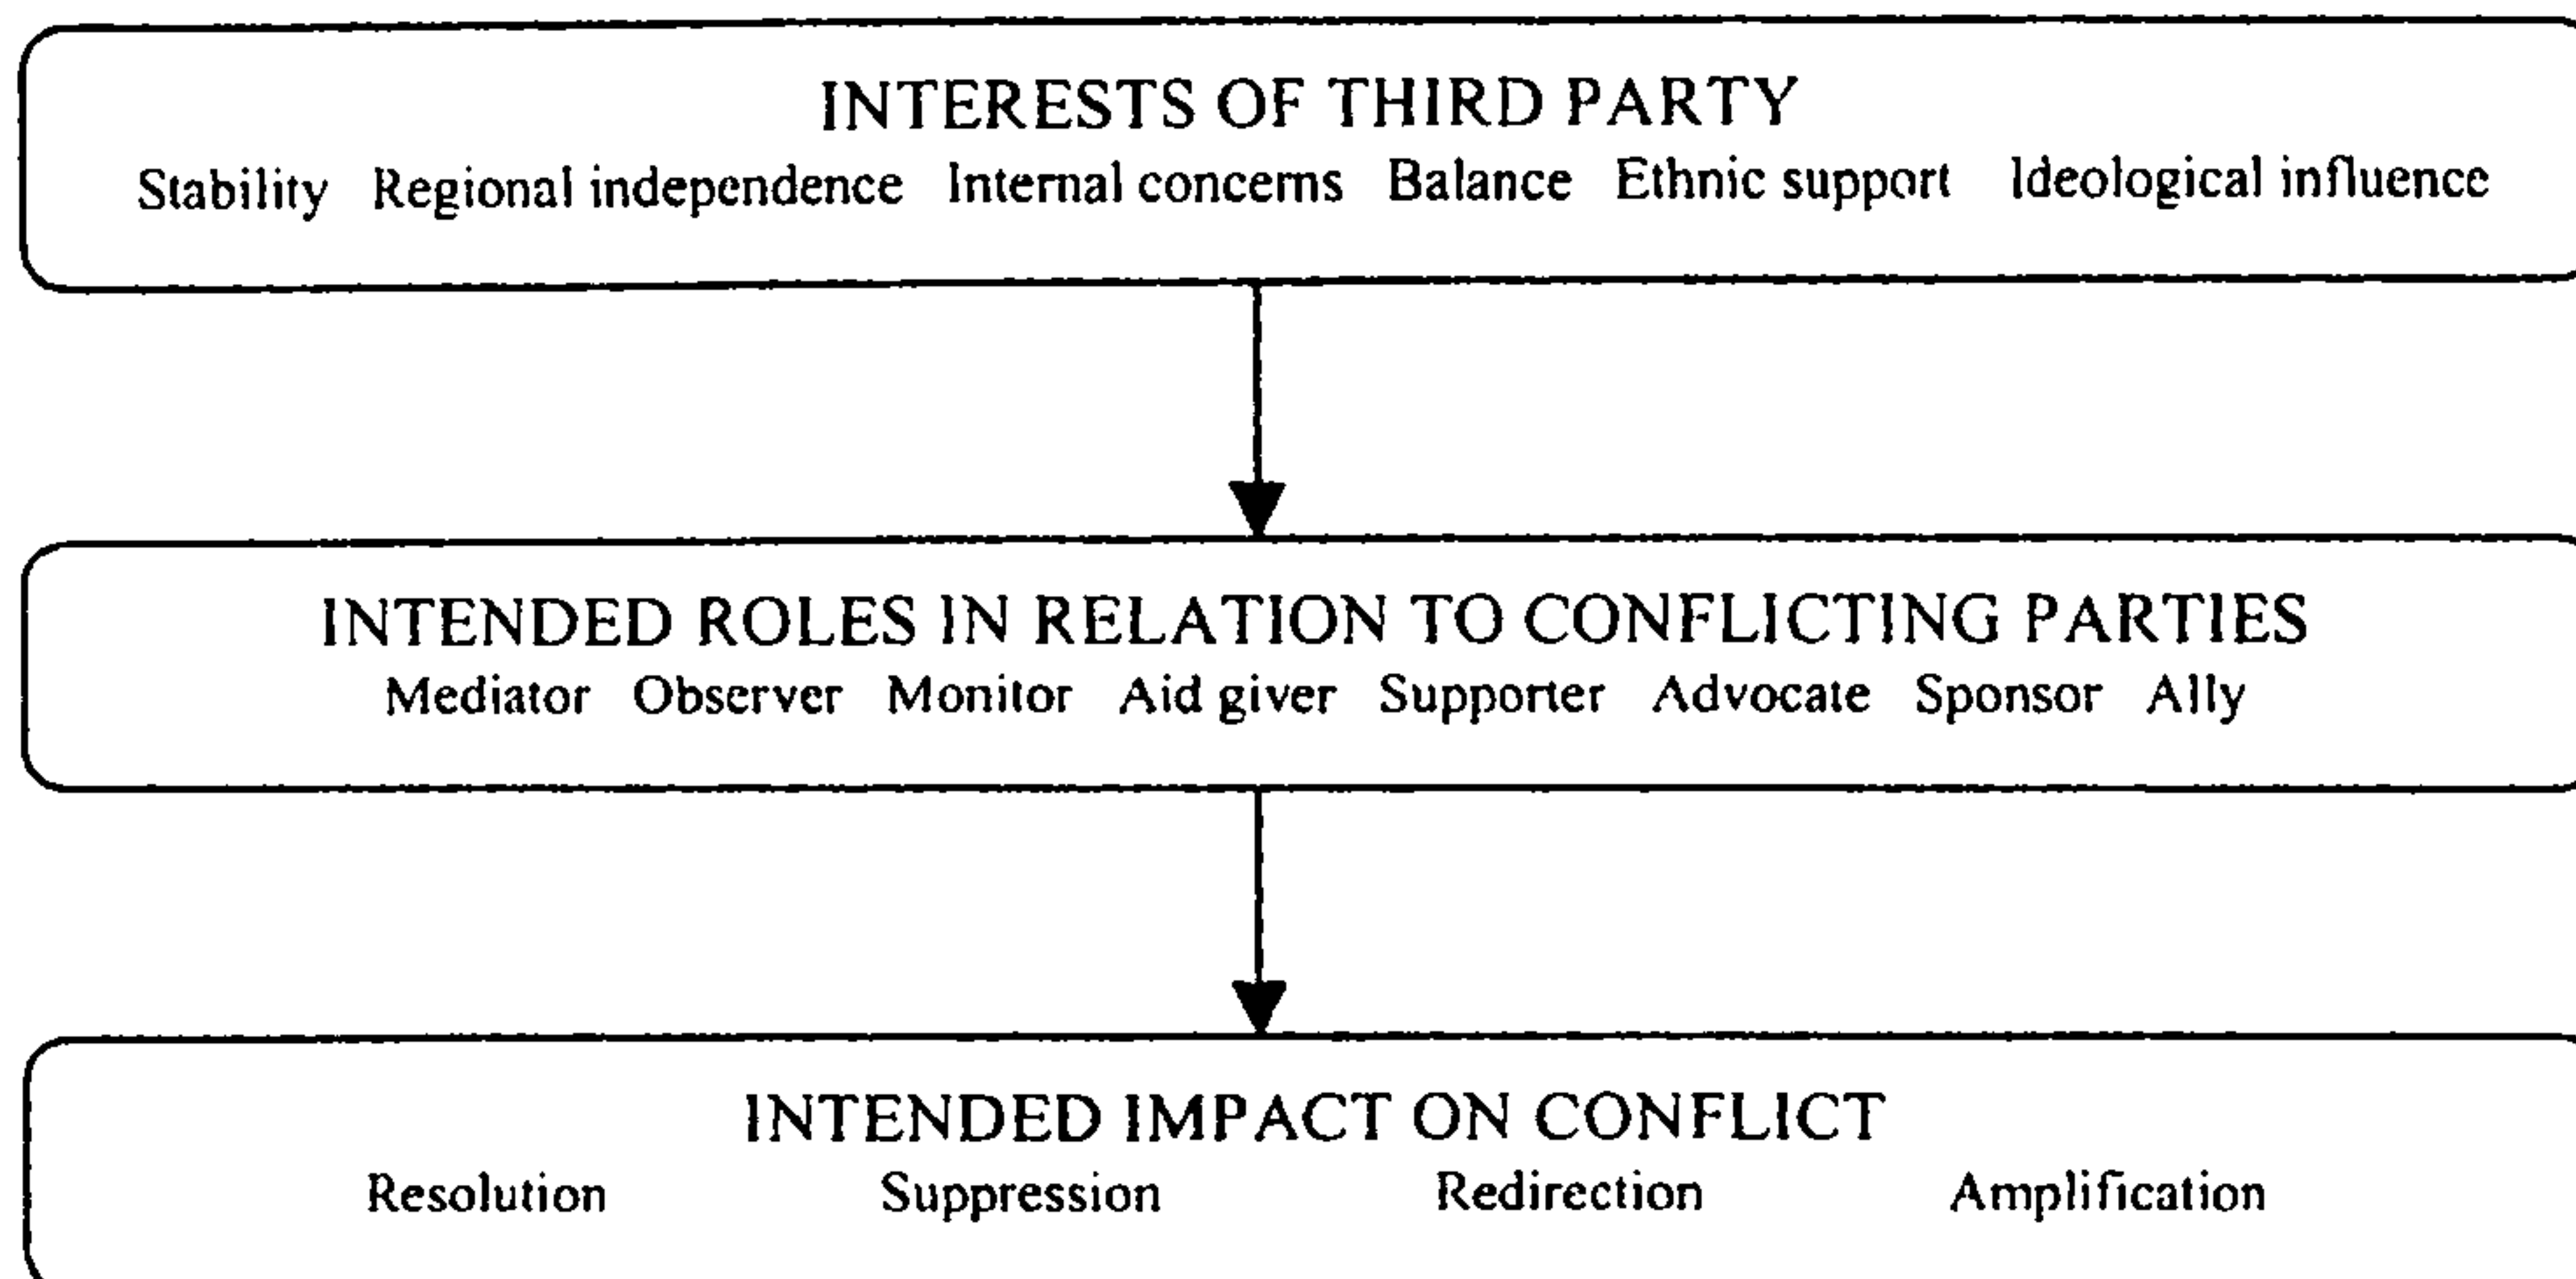 INTERESTS OF THIRD PARTY
Stability Regional independence Internal concerns Balance Ethnic support Ideological influence
INTENDED ROLES IN RELATION TO CONFLICTING PARTIES
Mediator Observer Monitor Aid giver Supporter Advocate Sponsor Ally
INTENDED IMPACT ON CONFLICT
Resolution Suppression Redirection Amplification